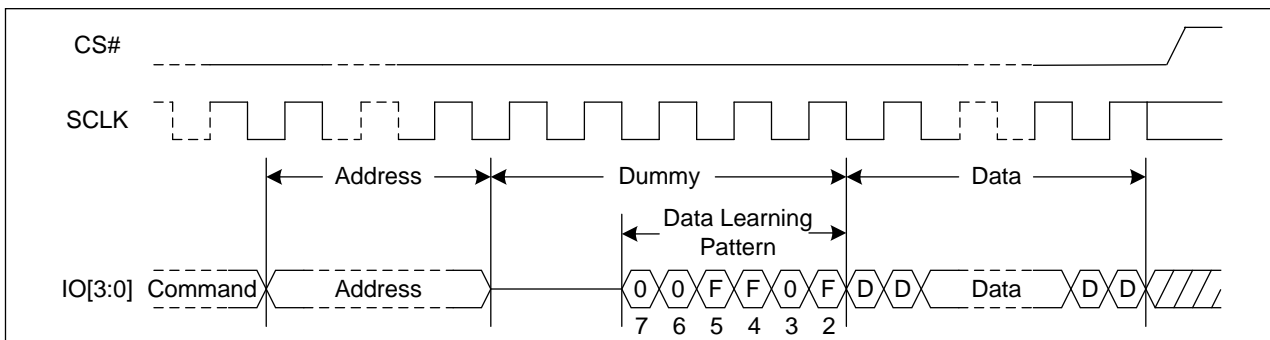 CS#
SCLK
Address Dummy Data
Data Learning
Pattern
IO[3:0] Command Address 0 0 F F 0 F D D Data D D
7 6 5 4 3 2